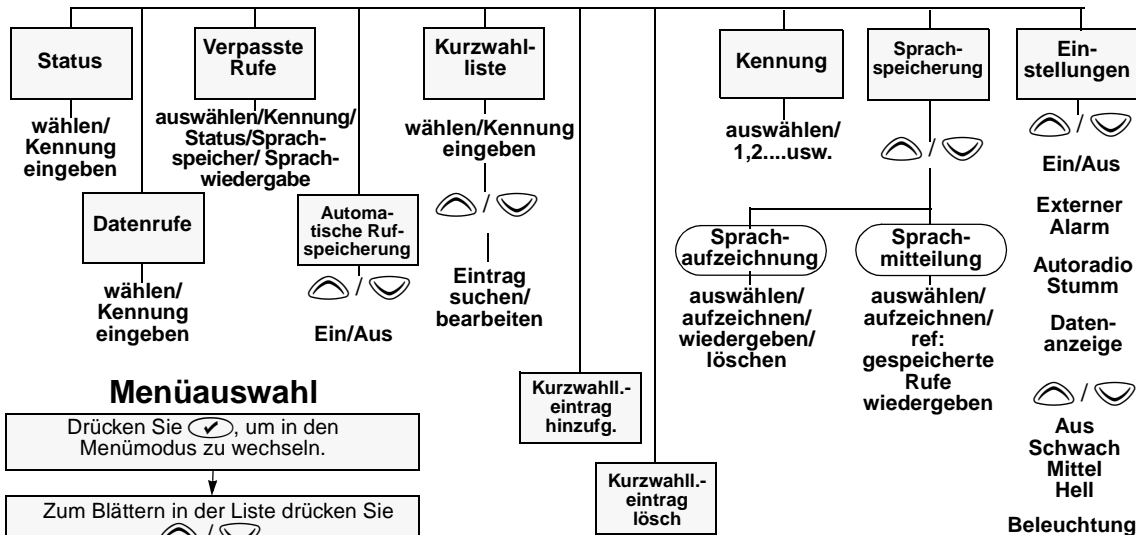 Status
wählen/
Kennung
eingeben
Datenrufe
wählen/
Kennung
eingeben
Verpasste
Rufe
auswählen/Kennung/
Status/Sprach-
speicher/ Sprach-
wiedergabe
Automa-
tische Ruf-
speicherung
/
Ein/Aus
Kurzwahl-
liste
wählen/Kennung
eingeben
/
Eintrag
suchen/
bearbeiten
Kurzwahll.-
eintrag
hinzufg.
Kurzwahll.-
eintrag
lösch
Kennung
auswählen/
1,2....usw.
Sprach-
speicherung
/
Sprach-
aufzeichnung
auswählen/
aufzeichnen/
wiedergeben/
löschen
Sprach-
mitteilung
auswählen/
aufzeichnen/
ref:
gespeicherte
Rufe
wiedergeben
Ein-
stellungen
/
Ein/Aus
Externer
Alarm
Autoradio
Stumm
Daten-
anzeige
/
Aus
Schwach
Mittel
Hell
Beleuchtung
Menüauswahl
Drücken Sie ✔, um in den
Menümodus zu wechseln.
Zum Blättern in der Liste drücken Sie
/